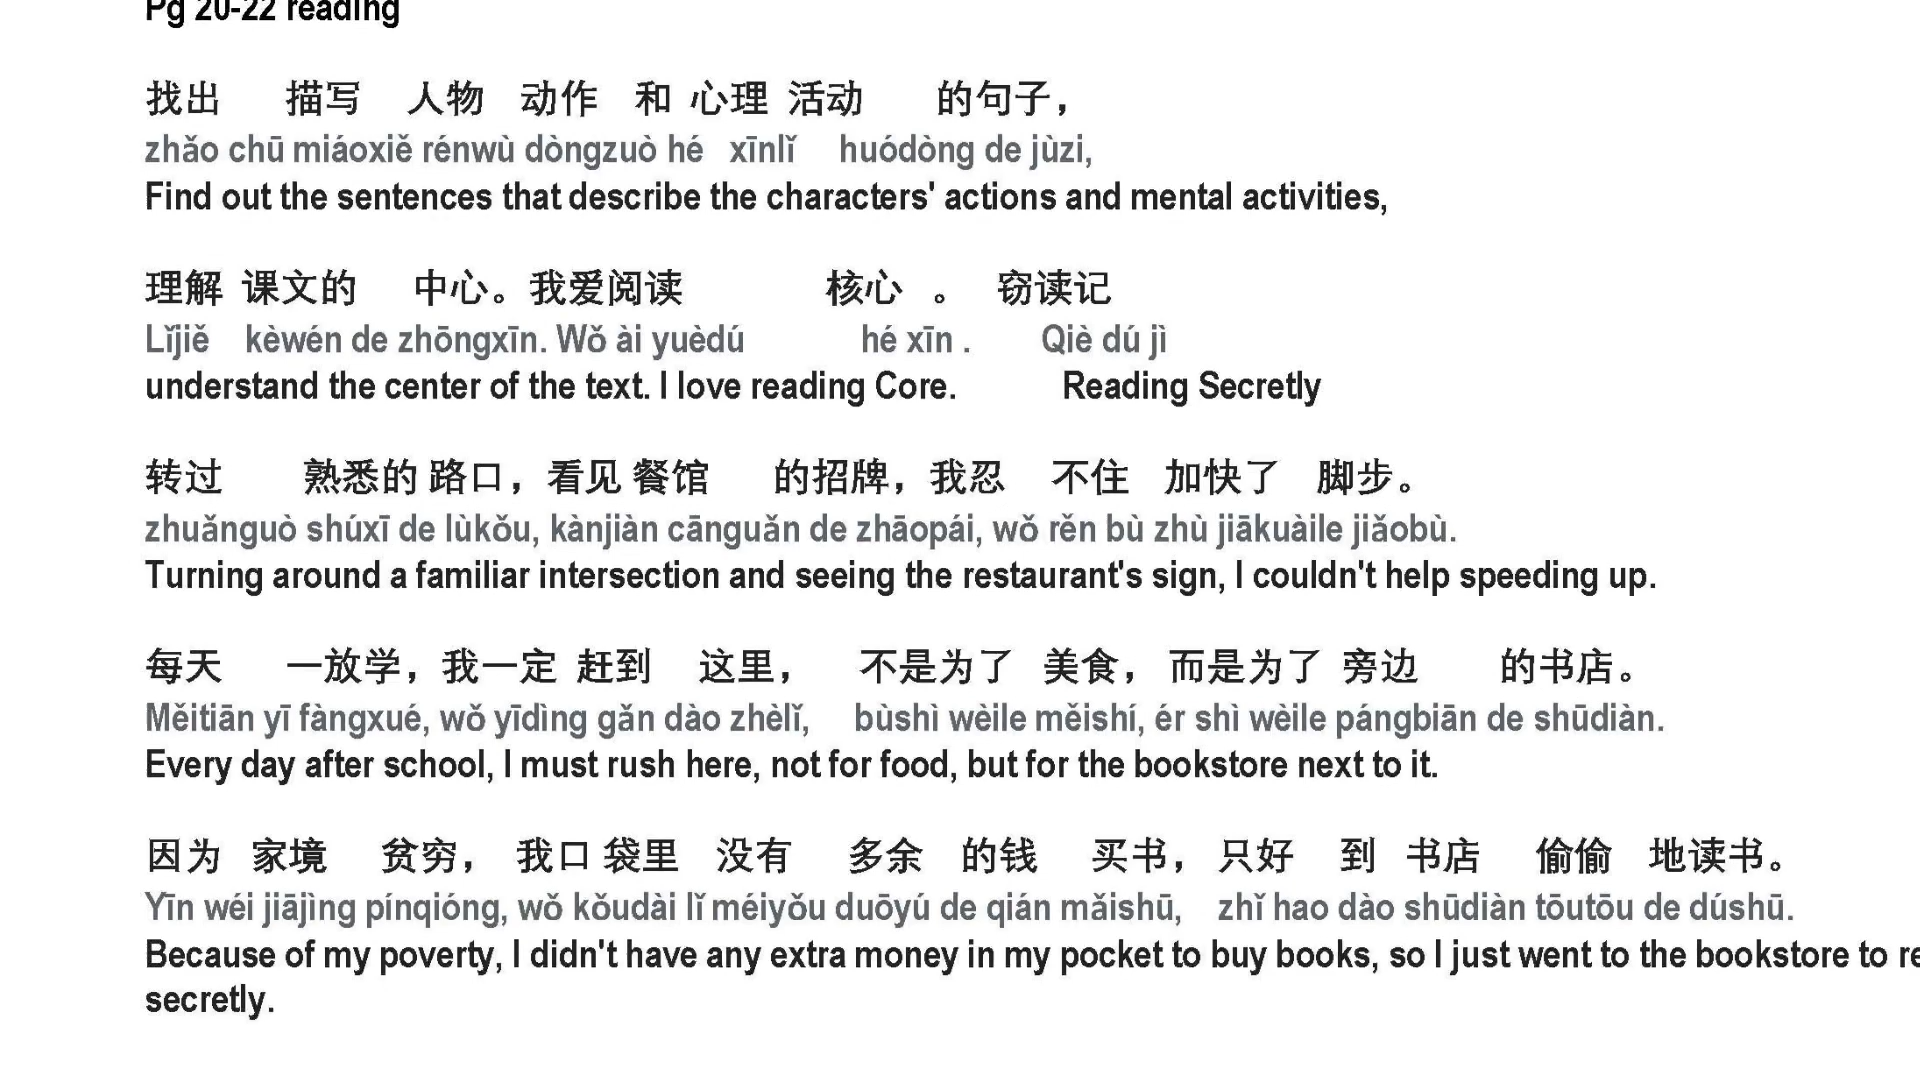 Pg 20-22 reading
找出 描写 人物 动作 和 心理 活动 的句子，
zhǎo chū miáoxiě rénwù dòngzuò hé xīnlǐ huódòng de jùzi,
Find out the sentences that describe the characters' actions and mental activities,
理解 课文的 中心。我爱阅读 核心 。 窃读记
Lǐjiě kèwén de zhōngxīn. Wǒ ài yuèdú hé xīn . Qiè dú jì
understand the center of the text. I love reading Core. Reading Secretly
转过 熟悉的 路口，看见 餐馆 的招牌，我忍 不住 加快了 脚步。
zhuǎnguò shúxī de lùkǒu, kànjiàn cānguǎn de zhāopái, wǒ rěn bù zhù jiākuàile jiǎobù.
Turning around a familiar intersection and seeing the restaurant's sign, I couldn't help speeding up.
每天 一放学，我一定 赶到 这里， 不是为了 美食， 而是为了 旁边 的书店。
Měitiān yī fàngxué, wǒ yīdìng gǎn dào zhèlǐ, bùshì wèile měishí, ér shì wèile pángbiān de shūdiàn.
Every day after school, I must rush here, not for food, but for the bookstore next to it.
因为 家境 贫穷， 我口 袋里 没有 多余 的钱 买书， 只好 到 书店 偷偷 地读书。
Yīn wéi jiājìng pínqióng, wǒ kǒudài lǐ méiyǒu duōyú de qián mǎishū, zhǐ hao dào shūdiàn tōutōu de dúshū.
Because of my poverty, I didn't have any extra money in my pocket to buy books, so I just went to the bookstore to re
secretly.